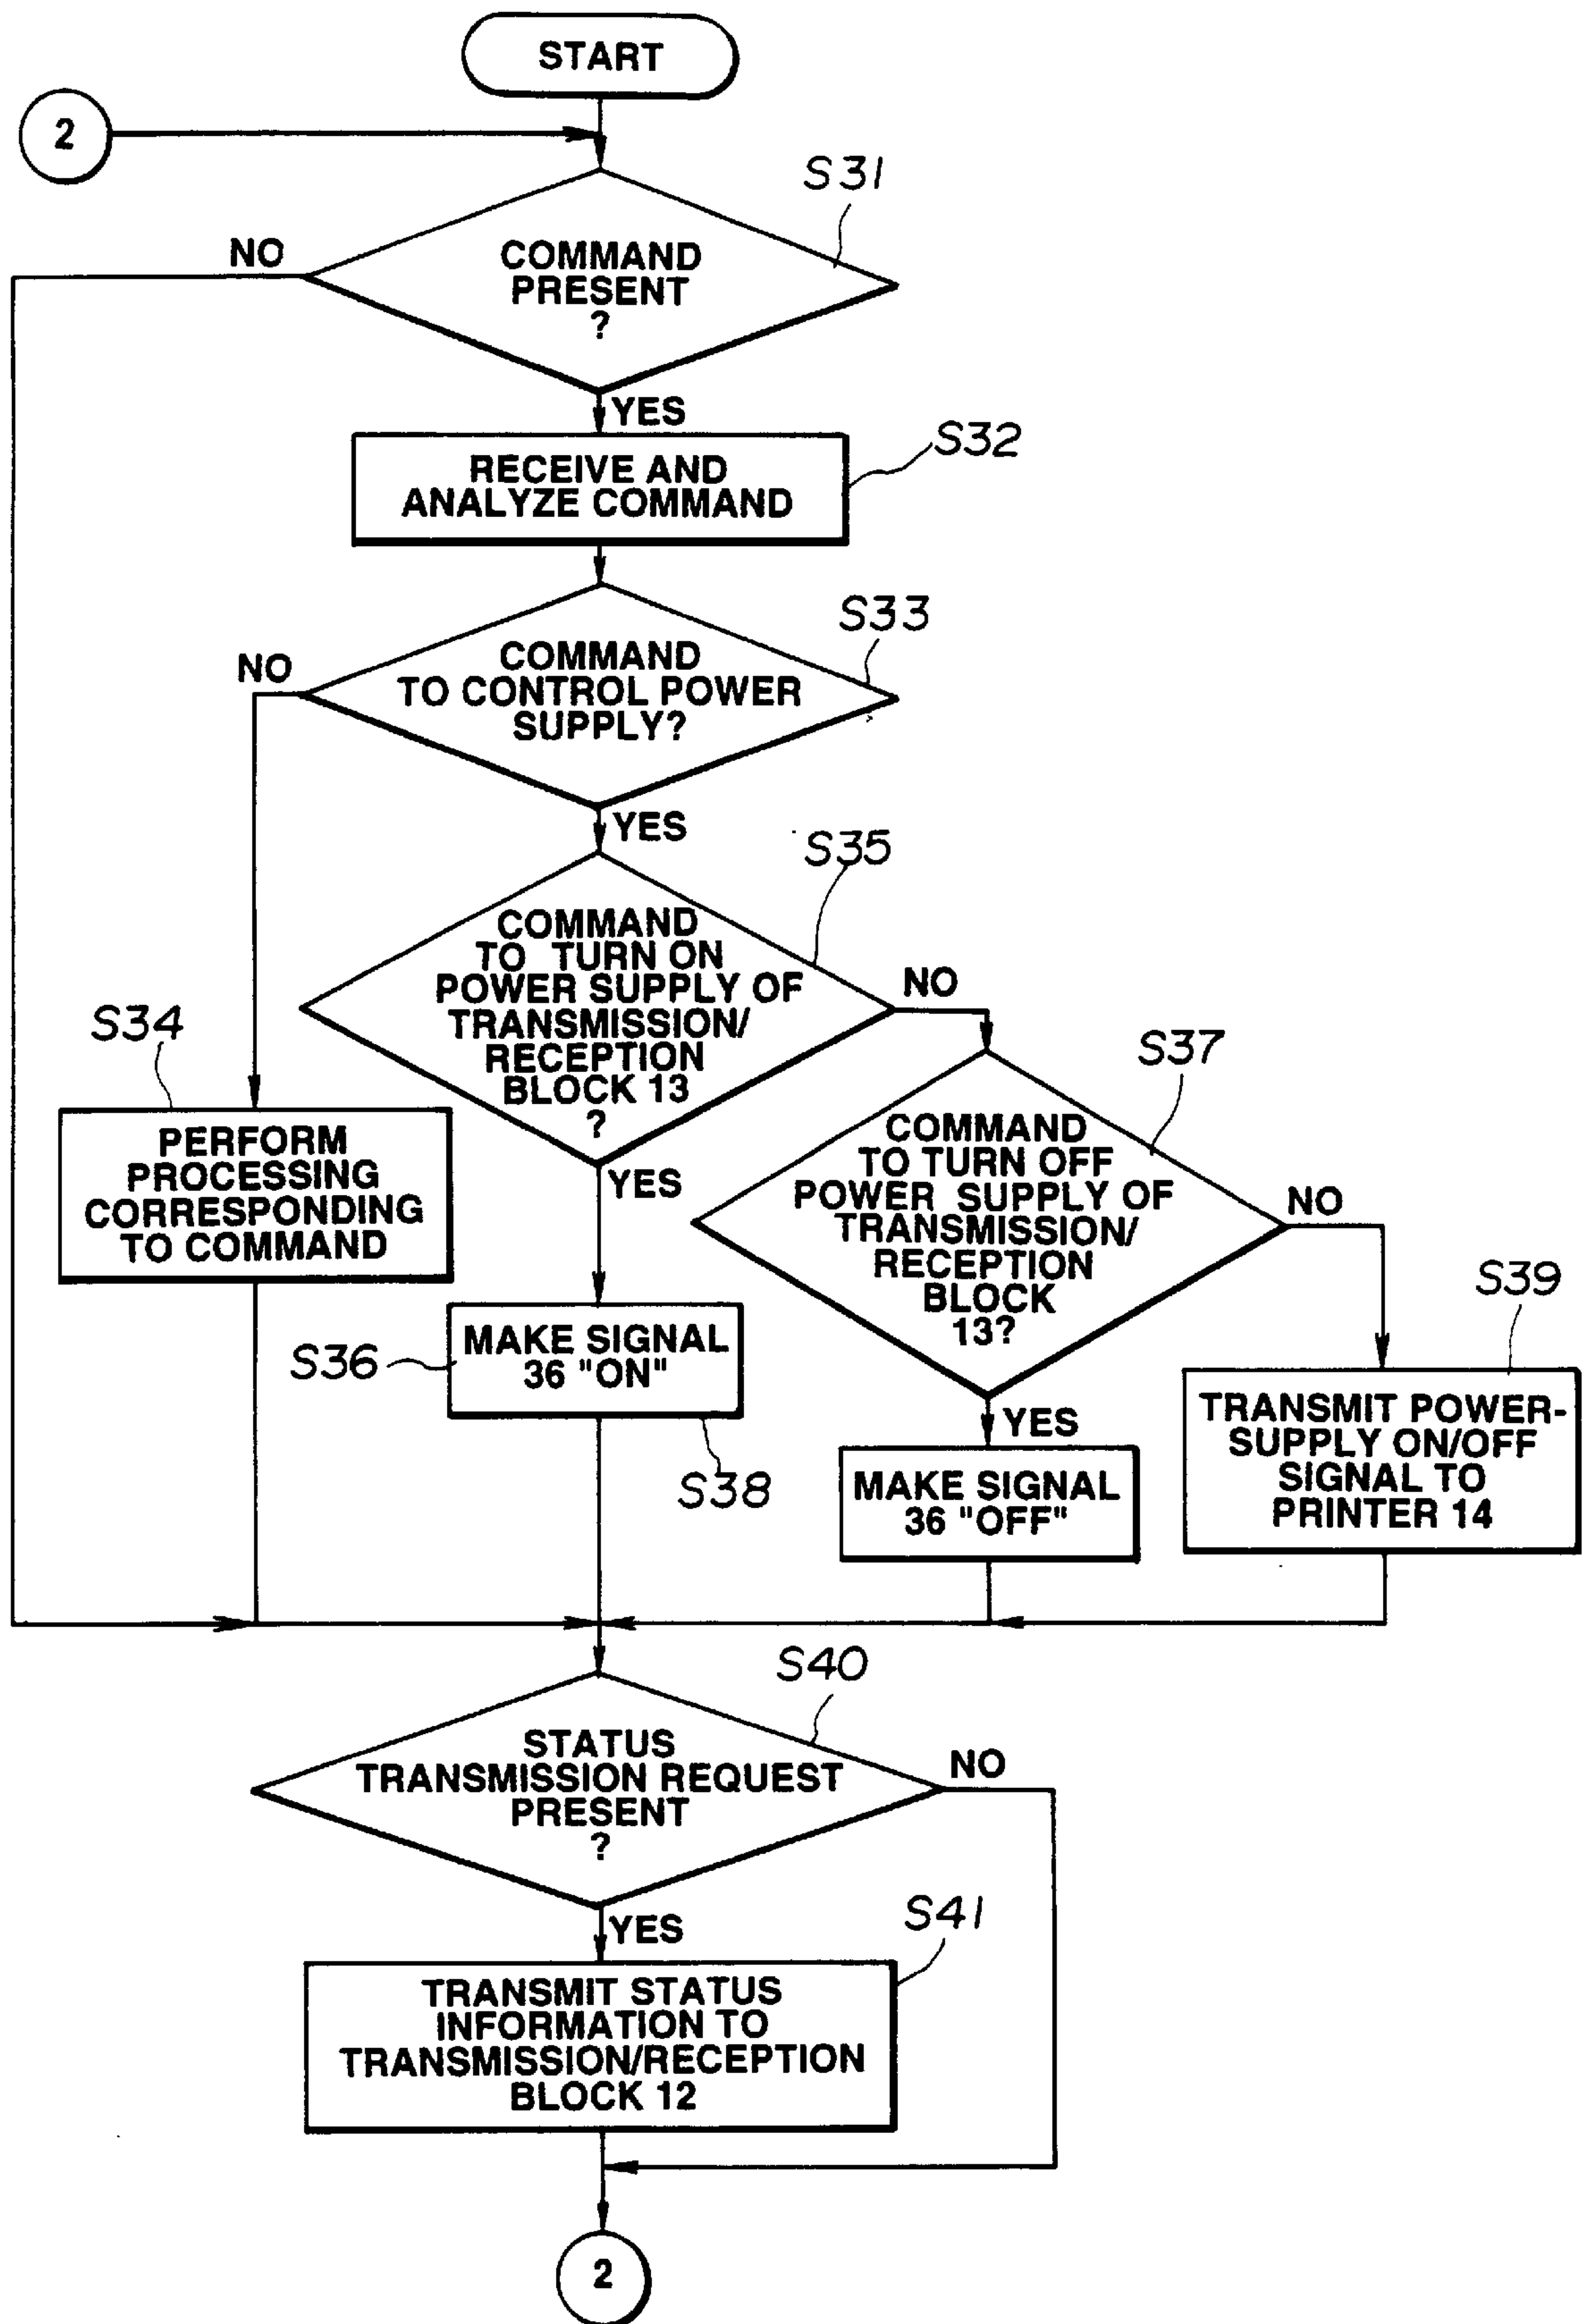 START
2
S31
NO
COMMAND
PRESENT
?
YES
S32
RECEIVE AND
ANALYZE COMMAND
S33
NO
COMMAND
TO CONTROL POWER
SUPPLY?
YES
S35
COMMAND
TO TURN ON
POWER SUPPLY OF
TRANSMISSION/
RECEPTION
BLOCK 13
?
NO
S34
PERFORM
PROCESSING
CORRESPONDING
TO COMMAND
YES
S37
COMMAND
TO TURN OFF
POWER SUPPLY OF
TRANSMISSION/
RECEPTION
BLOCK
13?
NO
S36
MAKE SIGNAL
36 "ON"
S38
YES
MAKE SIGNAL
36 "OFF"
S39
TRANSMIT POWER-
SUPPLY ON/OFF
SIGNAL TO
PRINTER 14
S40
STATUS
TRANSMISSION REQUEST
PRESENT
?
NO
YES
S41
TRANSMIT STATUS
INFORMATION TO
TRANSMISSION/RECEPTION
BLOCK 12
2